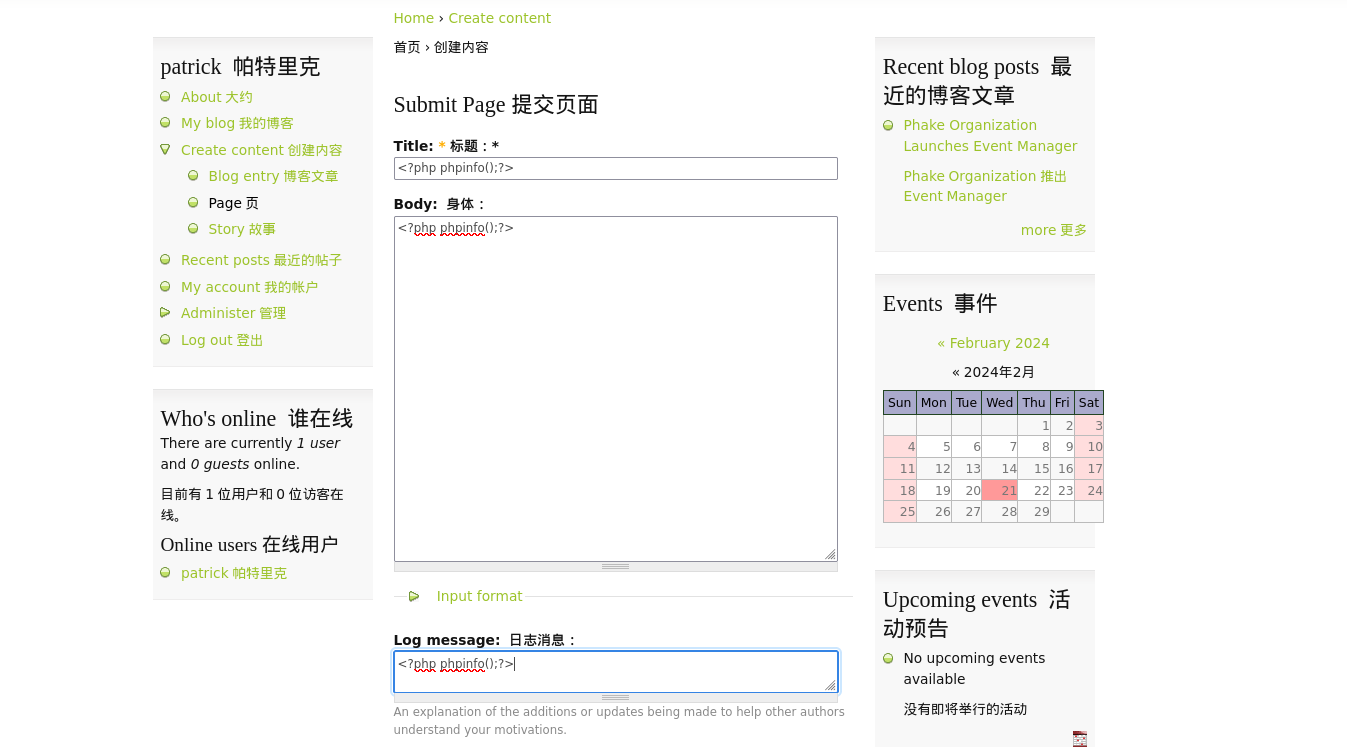 Home › Create content
首页 › 创建内容
patrick 帕特里克
About 大约
My blog 我的博客
Create content 创建内容
Blog entry 博客文章
Page 页
Story 故事
Recent posts 最近的帖子
My account 我的帐户
Administer 管理
Log out 登出
Who's online 谁在线
There are currently 1 user
and 0 guests online.
目前有 1 位用户和 0 位访客在
线。
Online users 在线用户
patrick 帕特里克
Submit Page 提交页面
Title: * 标题：*
<?php phpinfo();?>
Body: 身体：
<?php phpinfo();?>
Input format
Log message: 日志消息：
<?php phpinfo();?>
An explanation of the additions or updates being made to help other authors
understand your motivations.
Recent blog posts 最
近的博客文章
Phake Organization
Launches Event Manager
Phake Organization 推出
Event Manager
more 更多
Events 事件
« February 2024
« 2024年2月
Sun Mon Tue Wed Thu Fri Sat
1 2 3
4 5 6 7 8 9 10
11 12 13 14 15 16 17
18 19 20 21 22 23 24
25 26 27 28 29
Upcoming events 活
动预告
No upcoming events
available
没有即将举行的活动